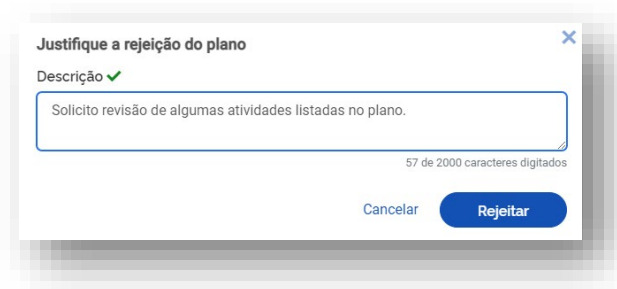 Justifique a rejeição do plano
Descrição
Solicito revisão de algumas atividades listadas no plano.
57 de 2000 caracteres digitados
Cancelar Rejeitar